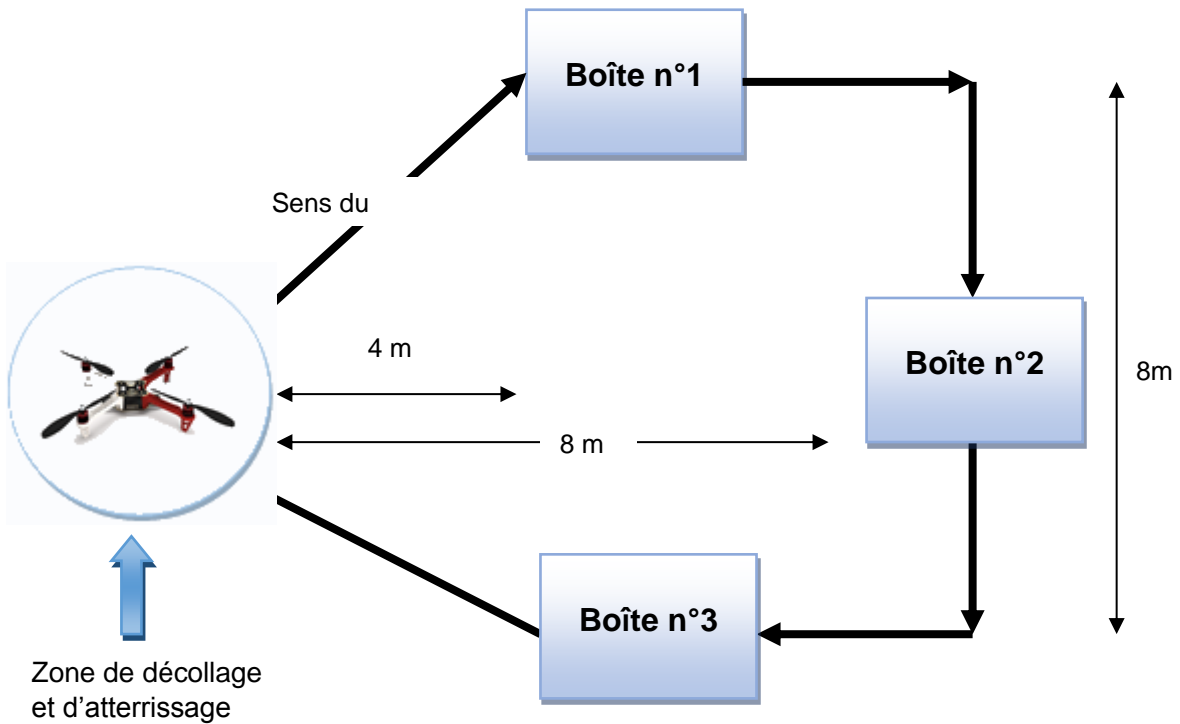 Boîte n°1
Sens du
4 m
Boîte n°2
8m
8 m
Boîte n°3
Zone de décollage
et d'atterrissage